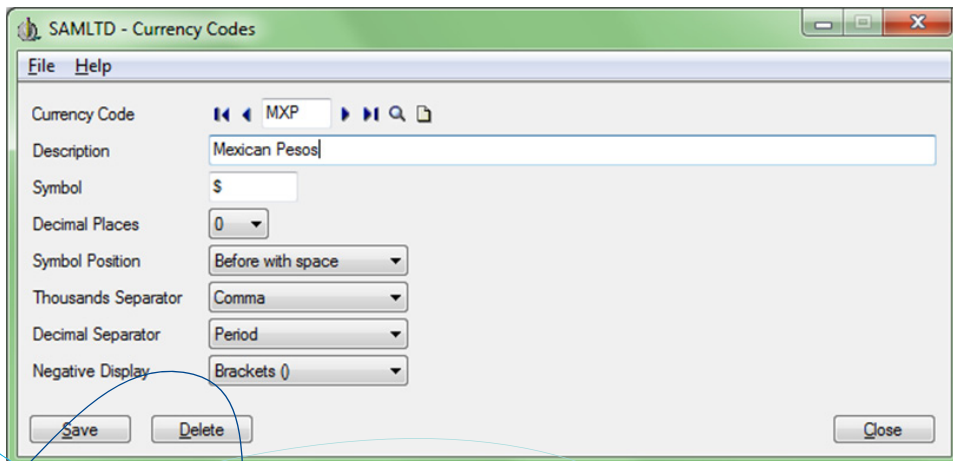 SAMLTD - Currency Codes
File Help
Currency Code MXP
Description Mexican Pesos
Symbol $
Decimal Places 0
Symbol Position Before with space
Thousands Separator Comma
Decimal Separator Period
Negative Display Brackets ()
Save Delete Close